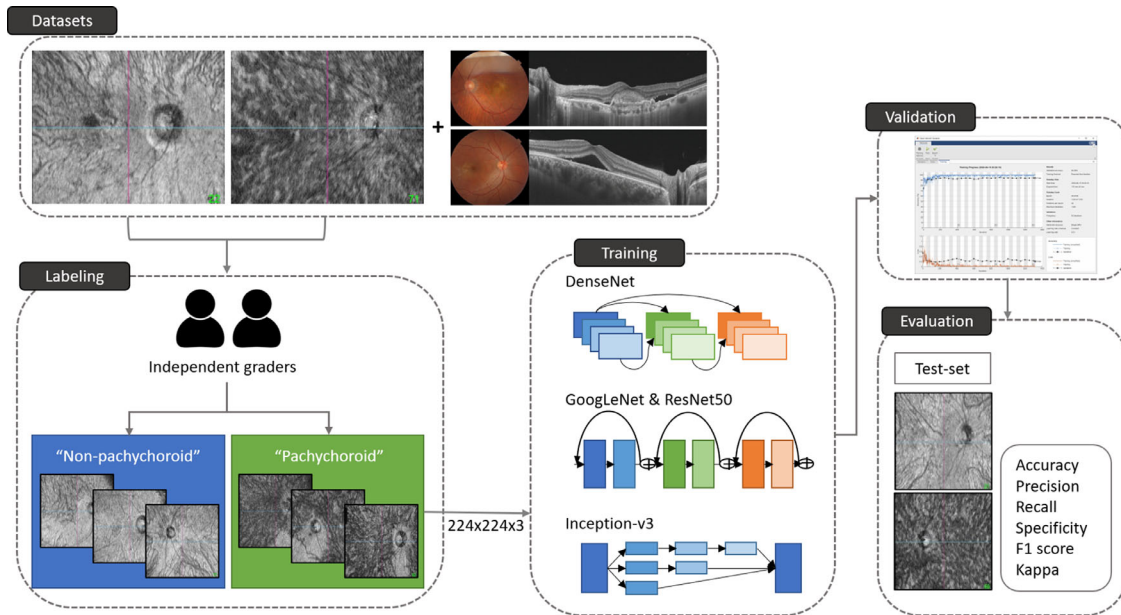 Datasets
+
Labeling
Independent graders
“Non-pachychoroid”
“Pachychoroid”
224x224x3
Training
DenseNet
GoogLeNet & ResNet50
Inception-v3
Validation
Evaluation
Test-set
Accuracy
Precision
Recall
Specificity
F1 score
Kappa